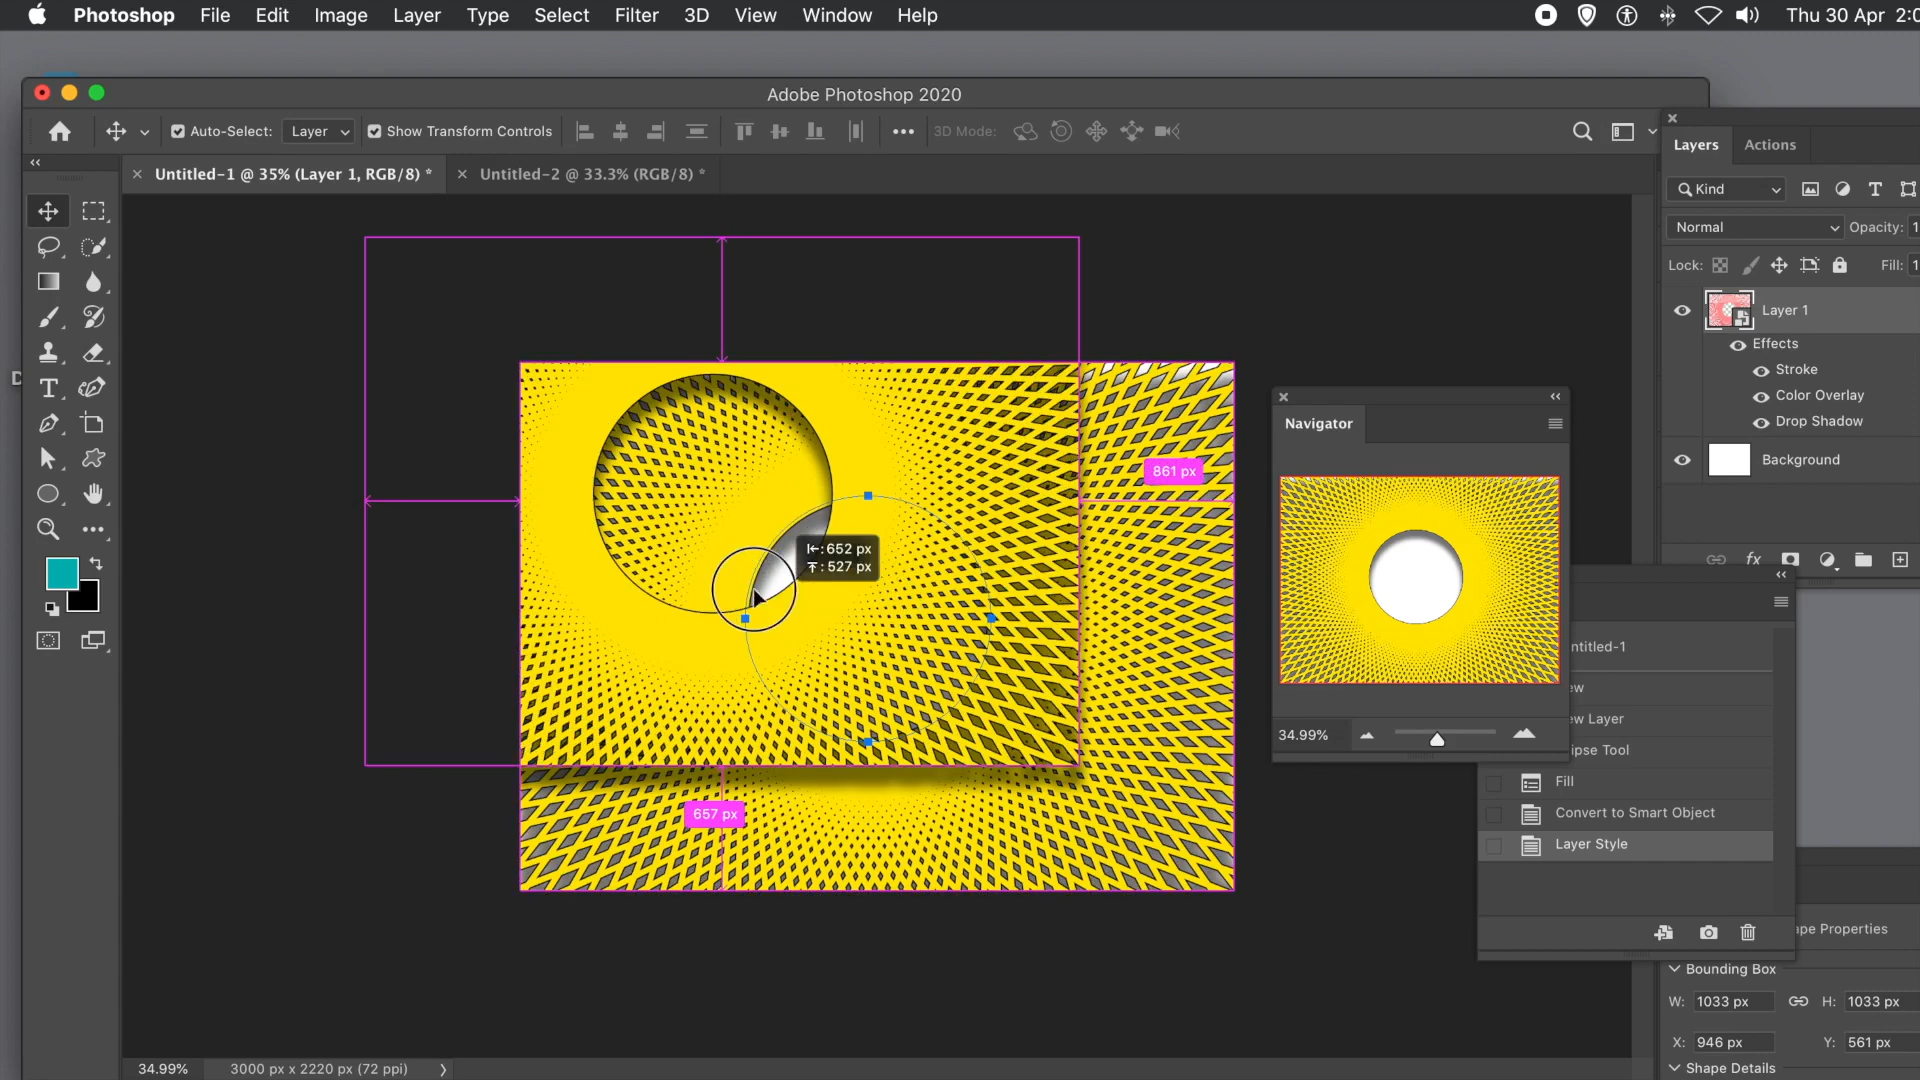 Photoshop File Edit Image Layer Type Select Filter 3D View Window Help Thu 30 Apr
Adobe Photoshop 2020
Auto-Select: Layer Show Transform Controls ••• 3D Mode:
Untitled-1 @ 35% (Layer 1, RGB/8) * Untitled-2 @ 33.3% (RGB/8) *
Layers Actions
Kind
Normal Opacity:
Lock: Fill:
Layer 1
Effects
Stroke
Color Overlay
Drop Shadow
Background
fx
861 px
652 px
527 px
657 px
Navigator
34.99%
ntitled-1
ew
ew Layer
ipse Tool
Fill
Convert to Smart Object
Layer Style
ape Properties
Bounding Box
W: 1033 px H: 1033 px
X: 946 px Y: 561 px
Shape Details
34.99% 3000 px x 2220 px (72 ppi)